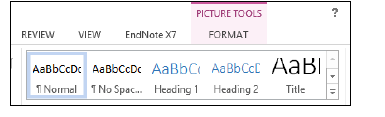 PICTURE TOOLS ?
REVIEW VIEW EndNote X7 FORMAT
AaBbCcDc AaBbCcDc AaBbCc AaBbCcD AaBl
¶ Normal ¶ No Spac... Heading 1 Heading 2 Title